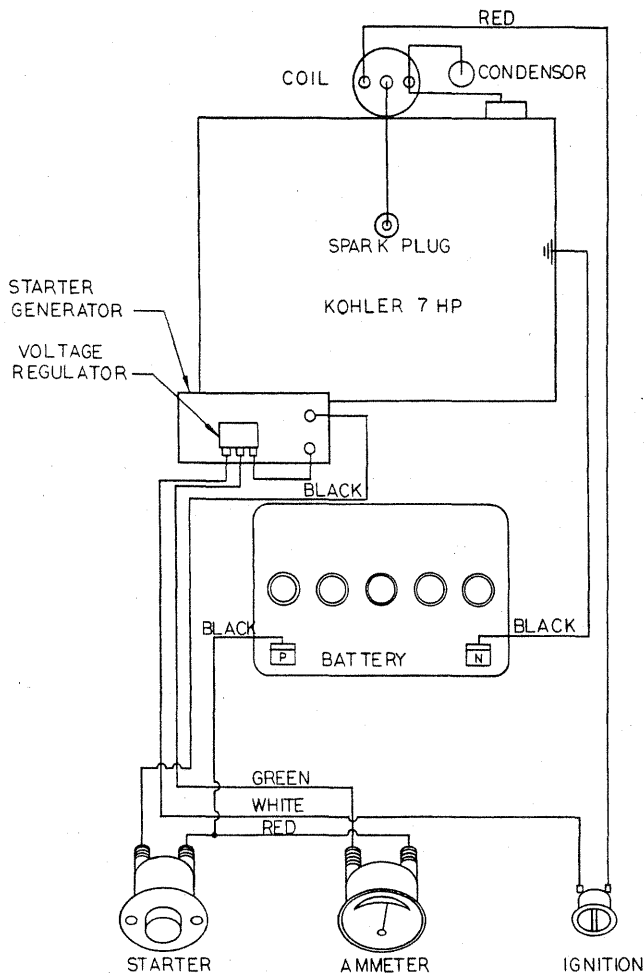 RED
COIL
CONDENSOR
SPARK PLUG
KOHLER 7 HP
STARTER
GENERATOR
VOLTAGE
REGULATOR
BLACK
BLACK
BLACK
P
BATTERY
N
GREEN
WHITE
RED
STARTER
AMMETER
IGNITION